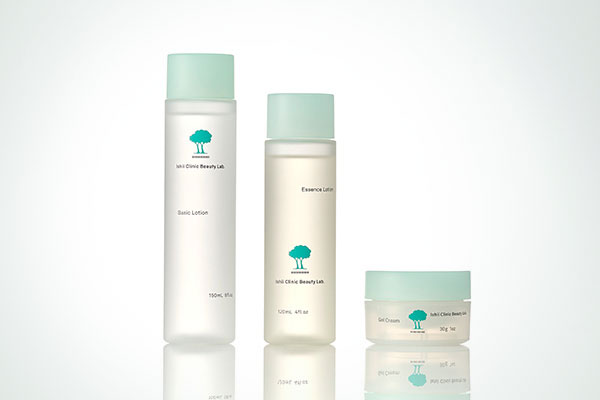 Ishii Clinic Beauty Lab.
Basic Lotion
150mL 5fl oz
Essence Lotion
Ishii Clinic Beauty Lab.
120mL 4fl oz
Gel Cream
Ishii Clinic Beauty Lab.
30g 1oz